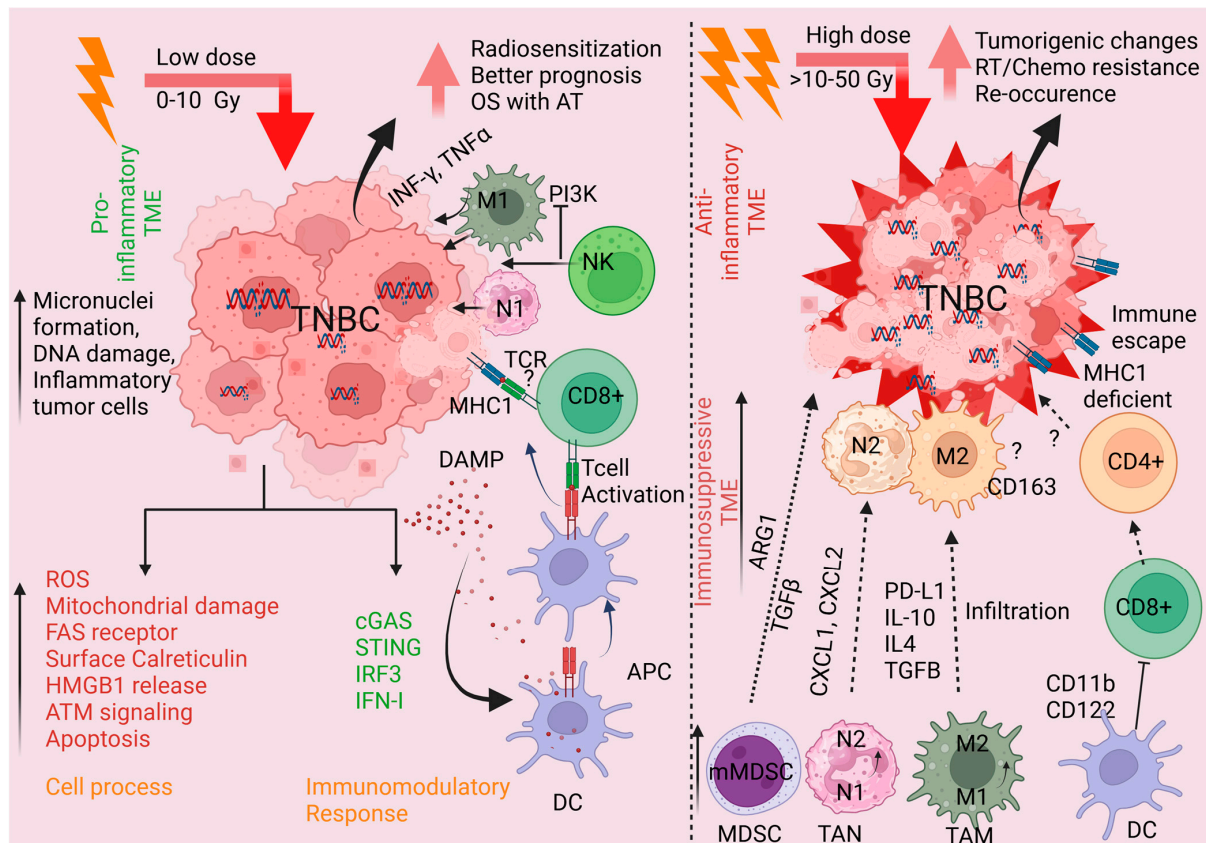 Low dose
0-10 Gy
Radiosensitization
Better prognosis
OS with AT
Pro-
inflammatory
TME
INF-γ, TNFα
M1
PI3K
NK
N1
TNBC
Micronuclei
formation,
DNA damage,
Inflammatory
tumor cells
TCR
?
MHC1
CD8+
DAMP
Tcell
Activation
ROS
Mitochondrial damage
FAS receptor
Surface Calreticulin
HMGB1 release
ATM signaling
Apoptosis
cGAS
STING
IRF3
IFN-I
APC
DC
Cell process
Immunomodulatory
Response
High dose
>10-50 Gy
Tumorigenic changes
RT/Chemo resistance
Re-occurence
Anti-
inflammatory
TME
TNBC
Immune
escape
MHC1
deficient
N2
M2
?
?
CD163
CD4+
Immunosuppressive
TME
ARG1
TGFβ
CXCL1, CXCL2
PD-L1
IL-10
IL4
TGFB
Infiltration
CD8+
CD11b
CD122
mMDSC
N2
N1
M2
M1
MDSC
TAN
TAM
DC